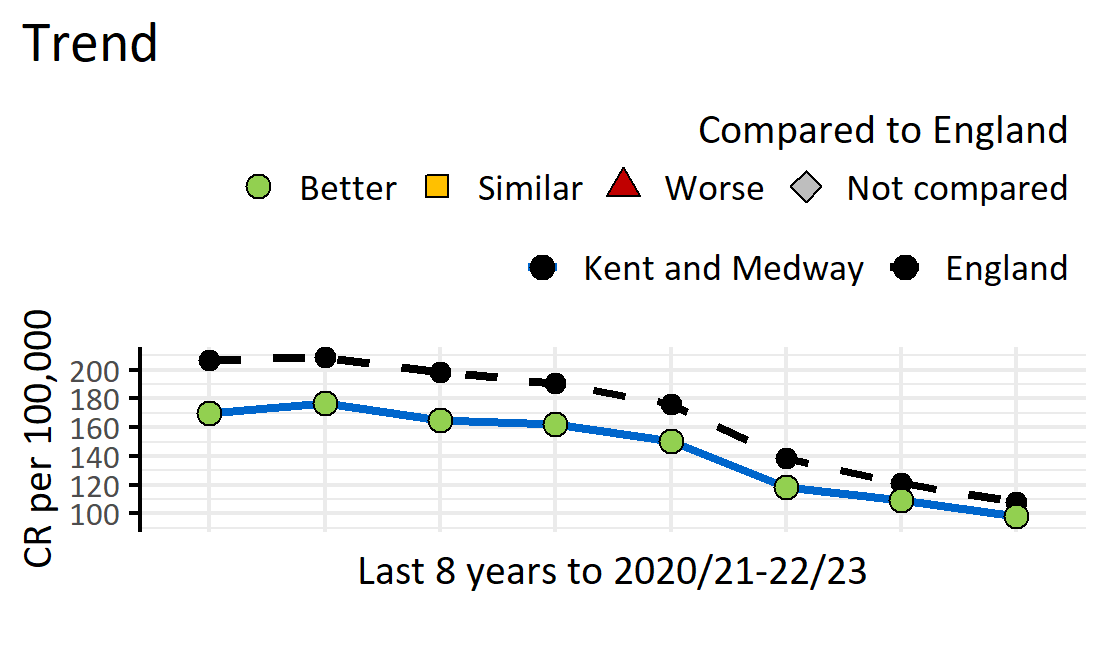 Trend
Compared to England
Better Similar Worse Not compared
Kent and Medway England
CR per 100,000
200
180
160
140
120
100
Last 8 years to 2020/21-22/23